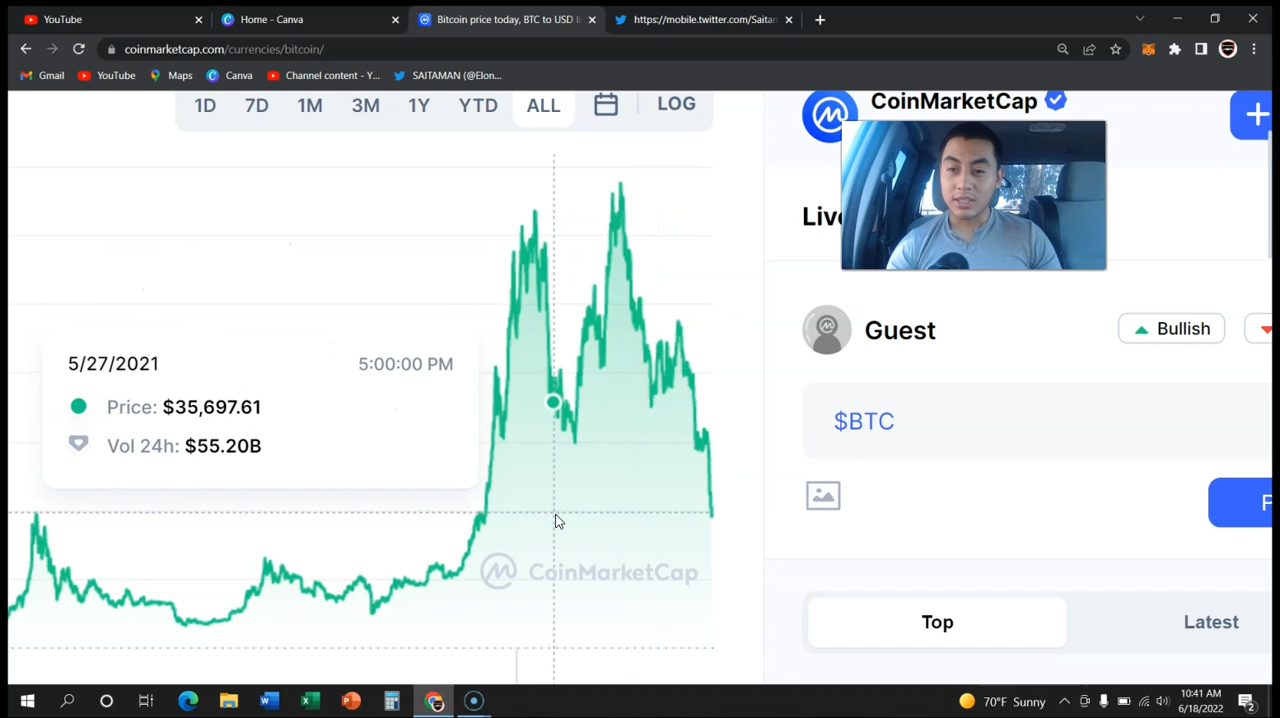 YouTube
Home - Canva
Bitcoin price today, BTC to USD li
https://mobile.twitter.com/Saitan
coinmarketcap.com/currencies/bitcoin/
Gmail
YouTube
Maps
Canva
Channel content - Y...
SAITAMAN (@Elon...
1D 7D 1M 3M 1Y YTD ALL LOG
CoinMarketCap
Live
5/27/2021 5:00:00 PM
Price: $35,697.61
Vol 24h: $55.20B
CoinMarketCap
Guest
Bullish
$BTC
Top
Latest
70°F Sunny
10:41 AM
6/18/2022
2